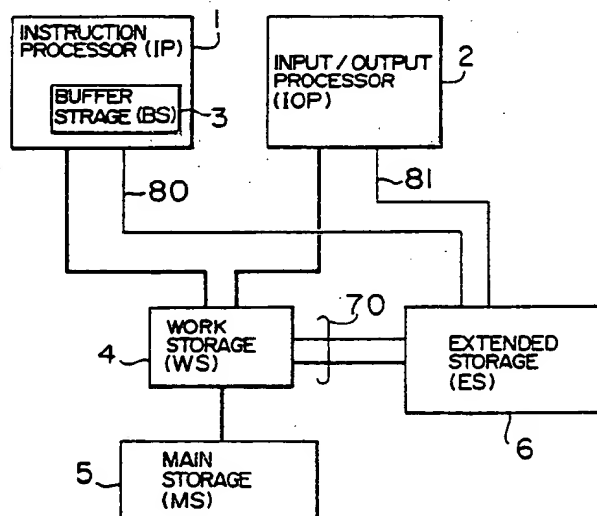 1
INSTRUCTION
PROCESSOR (IP)
BUFFER
STRAGE (BS)
3
2
INPUT / OUTPUT
PROCESSOR
(IOP)
80
81
70
4
WORK
STORAGE
(WS)
EXTENDED
STORAGE
(ES)
6
5
MAIN
STORAGE
(MS)